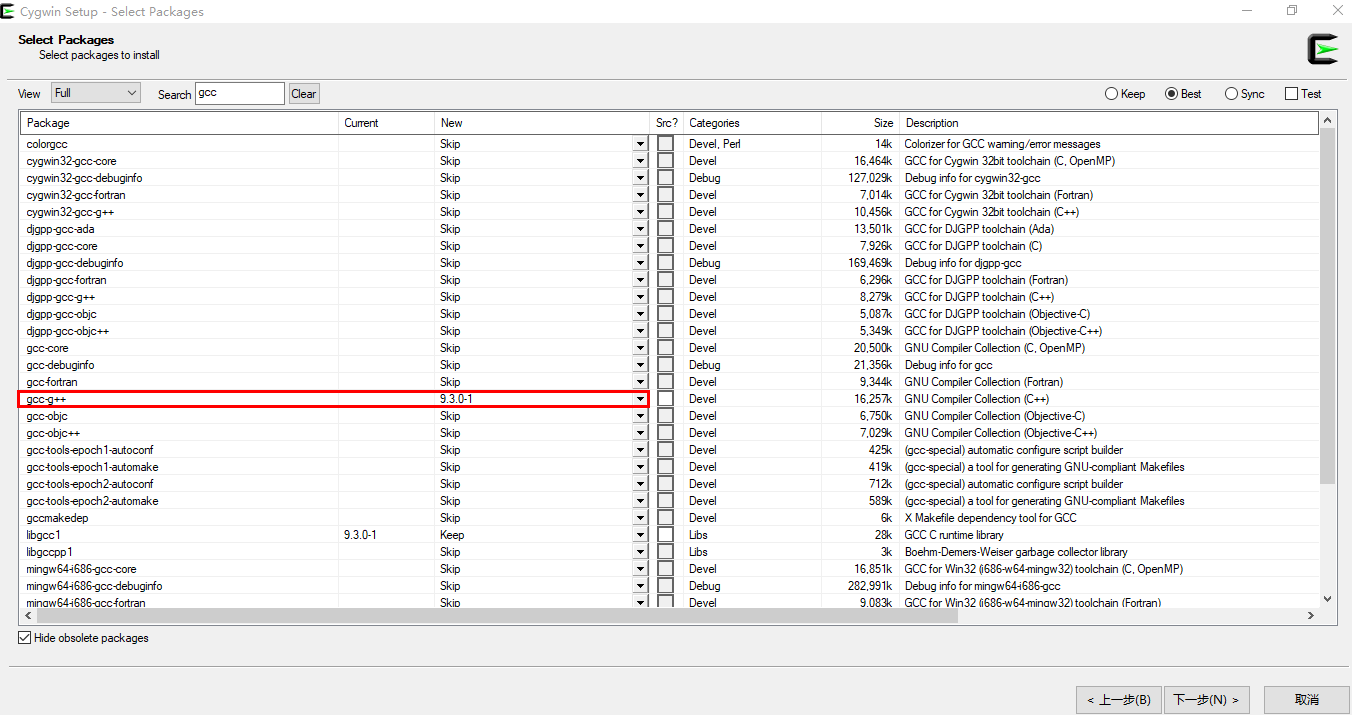 Cygwin Setup - Select Packages
Select Packages
Select packages to install
View Full Search gcc Clear Keep Best Sync Test
Package Current New Src? Categories Size Description
colorgcc Skip Devel, Perl 14k Colorizer for GCC warning/error messages
cygwin32-gcc-core Skip Devel 16,464k GCC for Cygwin 32bit toolchain (C, OpenMP)
cygwin32-gcc-debuginfo Skip Debug 127,029k Debug info for cygwin32-gcc
cygwin32-gcc-fortran Skip Devel 7,014k GCC for Cygwin 32bit toolchain (Fortran)
cygwin32-gcc-g++ Skip Devel 10,456k GCC for Cygwin 32bit toolchain (C++)
djgpp-gcc-ada Skip Devel 13,501k GCC for DJGPP toolchain (Ada)
djgpp-gcc-core Skip Devel 7,926k GCC for DJGPP toolchain (C)
djgpp-gcc-debuginfo Skip Debug 169,469k Debug info for djgpp-gcc
djgpp-gcc-fortran Skip Devel 6,296k GCC for DJGPP toolchain (Fortran)
djgpp-gcc-g++ Skip Devel 8,279k GCC for DJGPP toolchain (C++)
djgpp-gcc-objc Skip Devel 5,087k GCC for DJGPP toolchain (Objective-C)
djgpp-gcc-objc++ Skip Devel 5,349k GCC for DJGPP toolchain (Objective-C++)
gcc-core Skip Devel 20,500k GNU Compiler Collection (C, OpenMP)
gcc-debuginfo Skip Debug 21,356k Debug info for gcc
gcc-fortran Skip Devel 9,344k GNU Compiler Collection (Fortran)
gcc-g++ 9.3.0-1 Devel 16,257k GNU Compiler Collection (C++)
gcc-objc Skip Devel 6,750k GNU Compiler Collection (Objective-C)
gcc-objc++ Skip Devel 7,029k GNU Compiler Collection (Objective-C++)
gcc-tools-epoch1-autoconf Skip Devel 425k (gcc-special) automatic configure script builder
gcc-tools-epoch1-automake Skip Devel 419k (gcc-special) a tool for generating GNU-compliant Makefiles
gcc-tools-epoch2-autoconf Skip Devel 712k (gcc-special) automatic configure script builder
gcc-tools-epoch2-automake Skip Devel 589k (gcc-special) a tool for generating GNU-compliant Makefiles
gccmakedep Skip Devel 6k X Makefile dependency tool for GCC
libgcc1 9.3.0-1 Keep Libs 28k GCC C runtime library
libgccpp1 Skip Libs 3k Boehm-Demers-Weiser garbage collector library
mingw64-i686-gcc-core Skip Devel 16,851k GCC for Win32 (i686-w64-mingw32) toolchain (C, OpenMP)
mingw64-i686-gcc-debuginfo Skip Debug 282,991k Debug info for mingw64-i686-gcc
mingw64-i686-gcc-fortran Skip Devel 9,083k GCC for Win32 (i686-w64-mingw32) toolchain (Fortran)
Hide obsolete packages
< 上一步(B) 下一步(N) > 取消